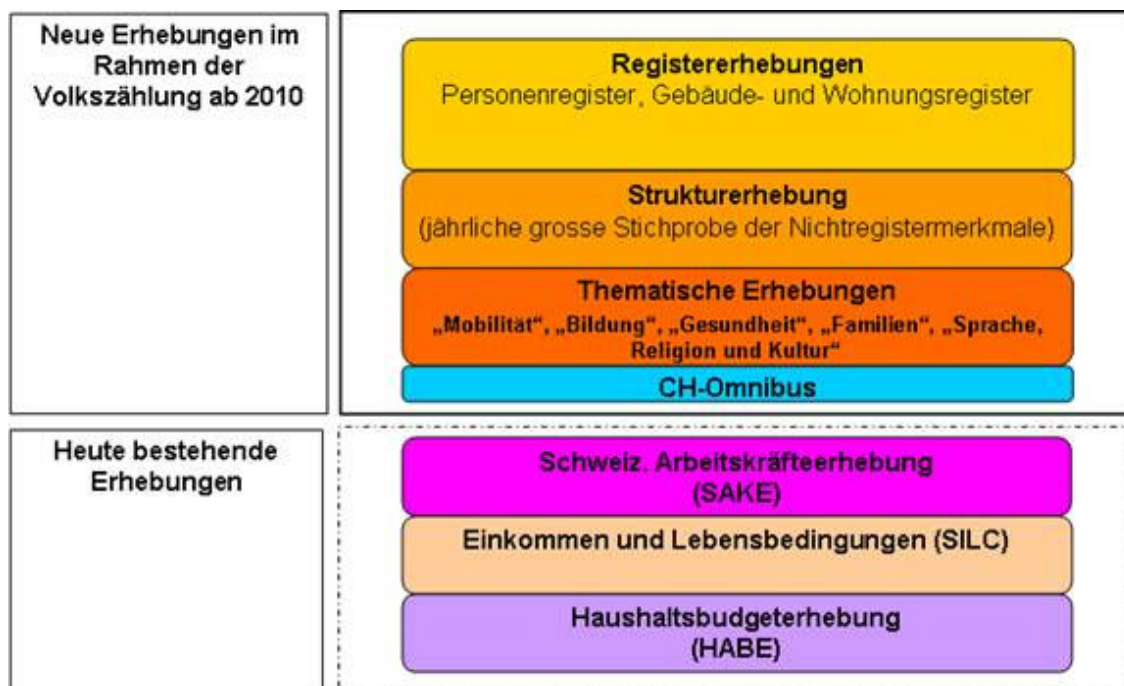 Neue Erhebungen im
Rahmen der
Volkszählung ab 2010
Registererhebungen
Personenregister, Gebäude- und Wohnungsregister
Strukturerhebung
(jährliche grosse Stichprobe der Nichtregistermerkmale)
Thematische Erhebungen
„Mobilität“, „Bildung“, „Gesundheit“, „Familien“, „Sprache,
Religion und Kultur“
CH-Omnibus
Heute bestehende
Erhebungen
Schweiz. Arbeitskräfteerhebung
(SAKE)
Einkommen und Lebensbedingungen (SILC)
Haushaltsbudgeterhebung
(HABE)